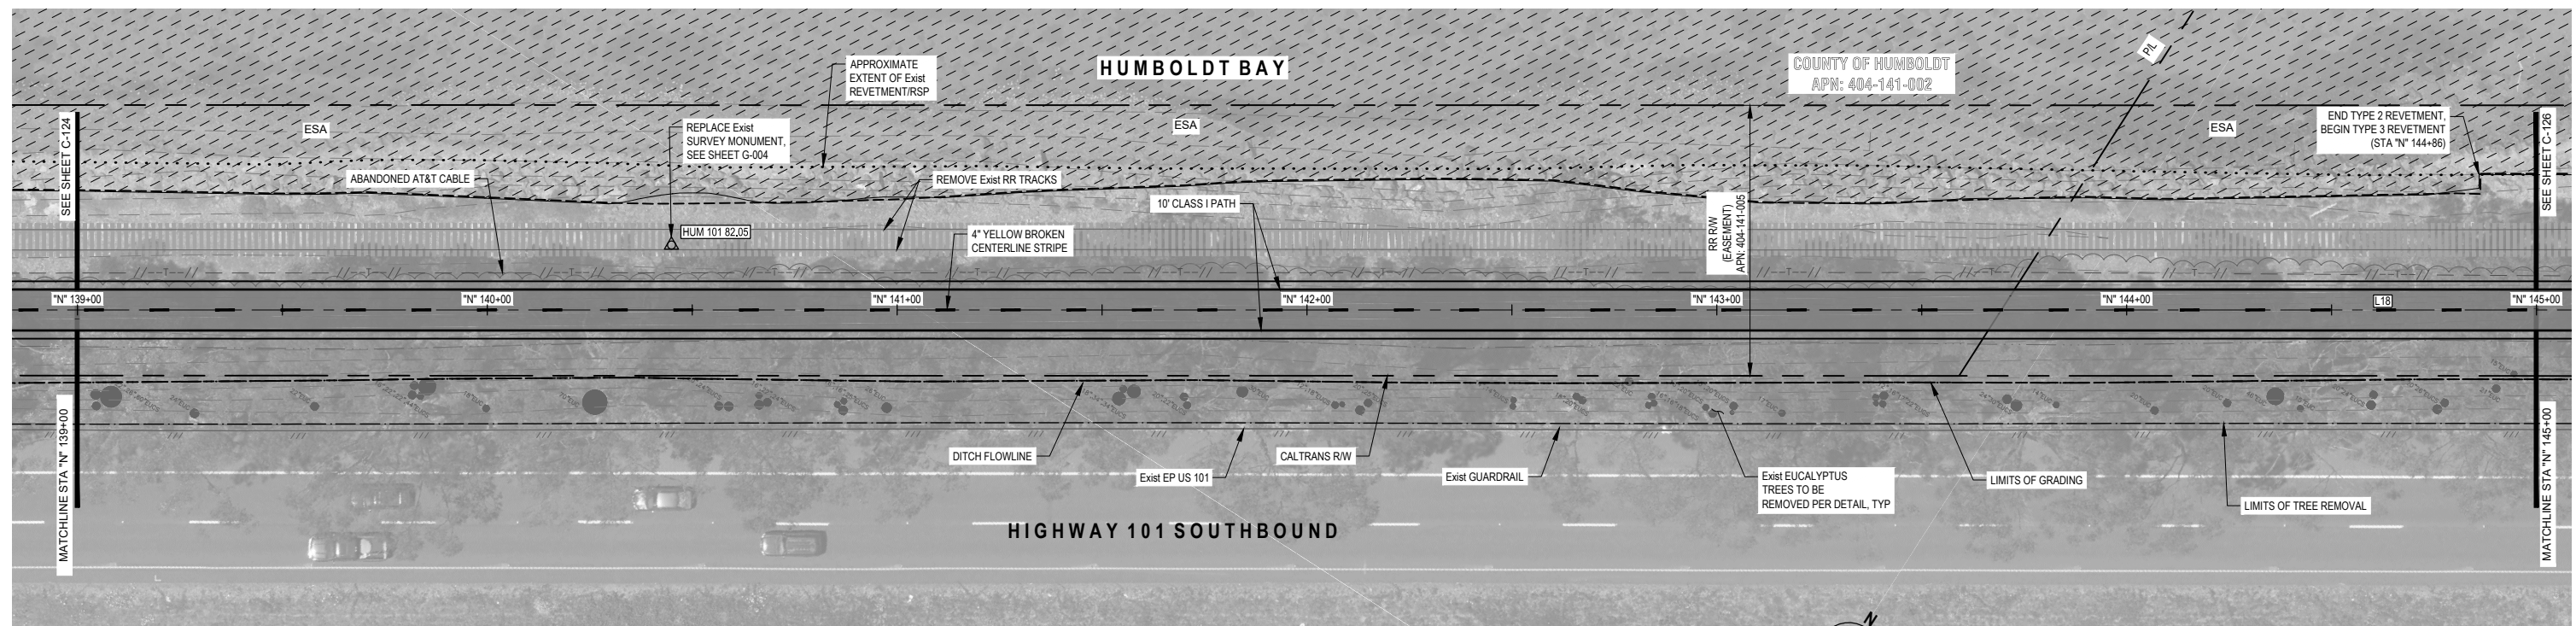 HUMBOLDT BAY
COUNTY OF HUMBOLDT
APN: 404-141-002
P/L
APPROXIMATE
EXTENT OF Exist
REVETMENT/RSP
SEE SHEET C-124
ESA
REPLACE Exist
SURVEY MONUMENT,
SEE SHEET G-004
ESA
ESA
END TYPE 2 REVETMENT,
BEGIN TYPE 3 REVETMENT
(STA "N" 144+86)
SEE SHEET C-126
ABANDONED AT&T CABLE
REMOVE Exist RR TRACKS
10' CLASS I PATH
RR R/W
(EASEMENT)
APN: 404-141-005
HUM 101 82.05
4" YELLOW BROKEN
CENTERLINE STRIPE
"N" 139+00
"N" 140+00
"N" 141+00
"N" 142+00
"N" 143+00
"N" 144+00
L18
"N" 145+00
MATCHLINE STA "N" 139+00
DITCH FLOWLINE
Exist EP US 101
CALTRANS R/W
Exist GUARDRAIL
Exist EUCALYPTUS
TREES TO BE
REMOVED PER DETAIL, TYP
LIMITS OF GRADING
LIMITS OF TREE REMOVAL
MATCHLINE STA "N" 145+00
HIGHWAY 101 SOUTHBOUND
N